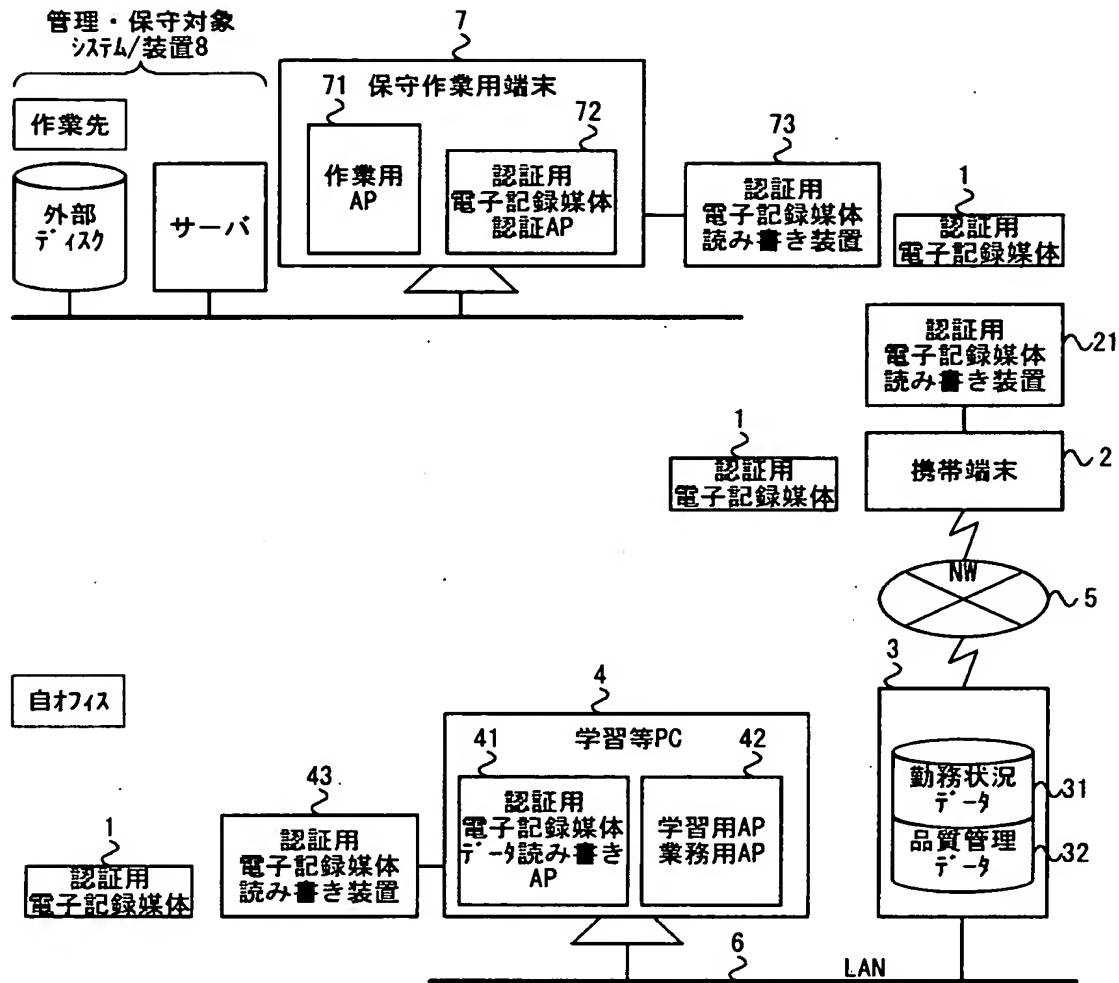 管理・保守対象
システム/装置8
作業先
外部
ディスク
サーバ
7
保守作業用端末
71
作業用
AP
72
認証用
電子記録媒体
認証AP
73
認証用
電子記録媒体
読み書き装置
1
認証用
電子記録媒体
認証用
電子記録媒体
読み書き装置
21
1
認証用
電子記録媒体
携帯端末
2
NW
5
自オフィス
1
認証用
電子記録媒体
43
認証用
電子記録媒体
読み書き装置
4
学習等PC
41
認証用
電子記録媒体
データ読み書き
AP
42
学習用AP
業務用AP
3
勤務状況
データ
31
品質管理
データ
32
6
LAN